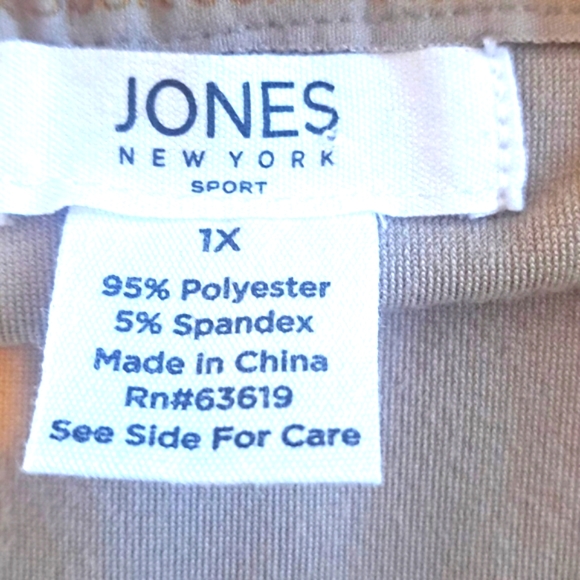 JONES
NEW YORK
SPORT
1X
95% Polyester
5% Spandex
Made in China
Rn#63619
See Side For Care